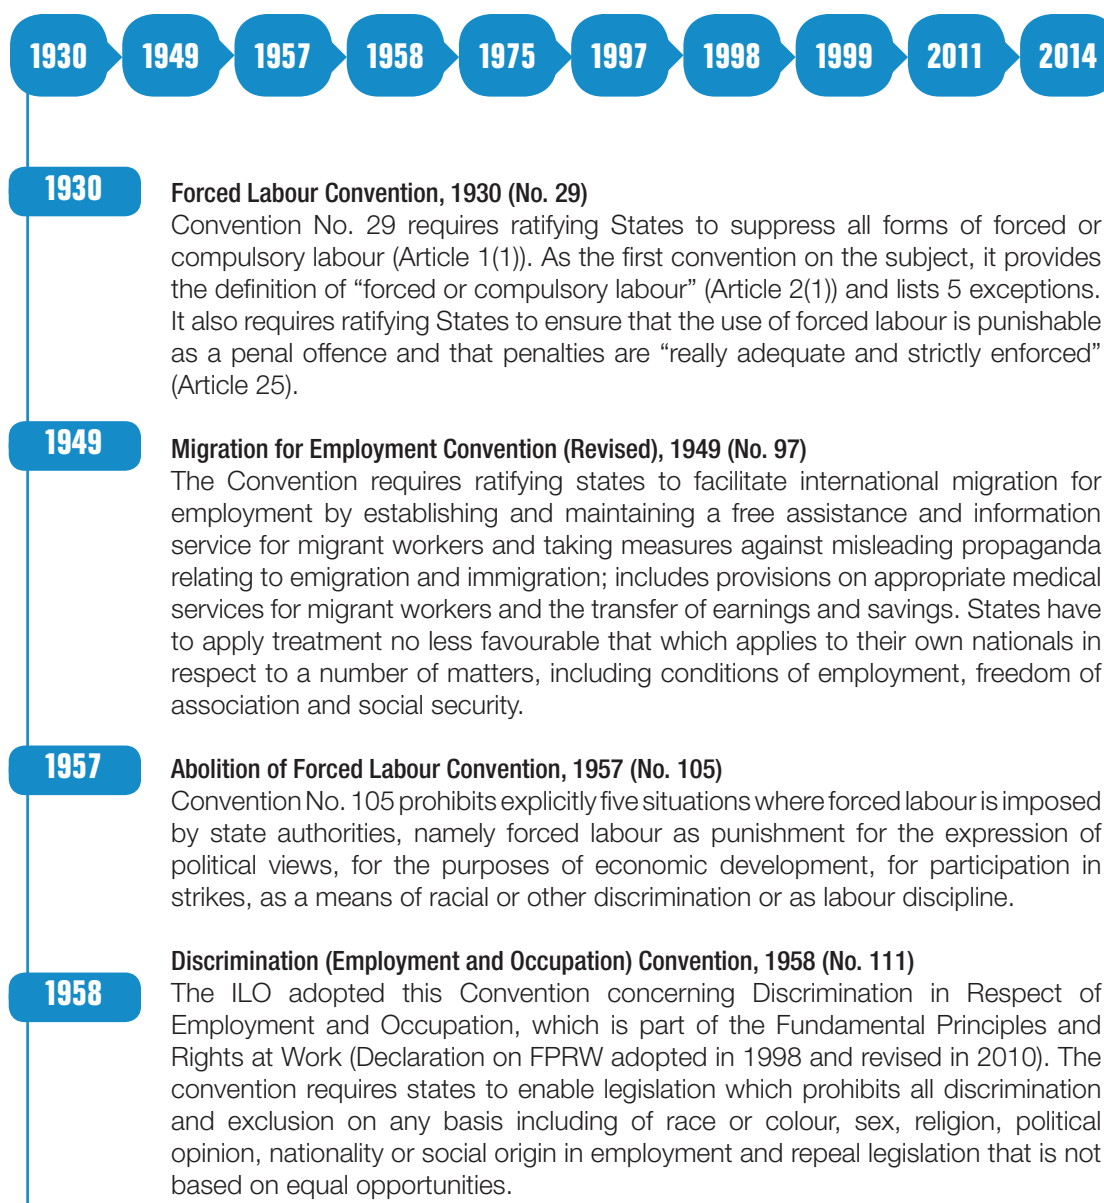 1930 1949 1957 1958 1975 1997 1998 1999 2011 2014
1930
Forced Labour Convention, 1930 (No. 29)
Convention No. 29 requires ratifying States to suppress all forms of forced or
compulsory labour (Article 1(1)). As the first convention on the subject, it provides
the definition of “forced or compulsory labour” (Article 2(1)) and lists 5 exceptions.
It also requires ratifying States to ensure that the use of forced labour is punishable
as a penal offence and that penalties are “really adequate and strictly enforced”
(Article 25).
1949
Migration for Employment Convention (Revised), 1949 (No. 97)
The Convention requires ratifying states to facilitate international migration for
employment by establishing and maintaining a free assistance and information
service for migrant workers and taking measures against misleading propaganda
relating to emigration and immigration; includes provisions on appropriate medical
services for migrant workers and the transfer of earnings and savings. States have
to apply treatment no less favourable that which applies to their own nationals in
respect to a number of matters, including conditions of employment, freedom of
association and social security.
1957
Abolition of Forced Labour Convention, 1957 (No. 105)
Convention No. 105 prohibits explicitly five situations where forced labour is imposed
by state authorities, namely forced labour as punishment for the expression of
political views, for the purposes of economic development, for participation in
strikes, as a means of racial or other discrimination or as labour discipline.
Discrimination (Employment and Occupation) Convention, 1958 (No. 111)
1958
The ILO adopted this Convention concerning Discrimination in Respect of
Employment and Occupation, which is part of the Fundamental Principles and
Rights at Work (Declaration on FPRW adopted in 1998 and revised in 2010). The
convention requires states to enable legislation which prohibits all discrimination
and exclusion on any basis including of race or colour, sex, religion, political
opinion, nationality or social origin in employment and repeal legislation that is not
based on equal opportunities.